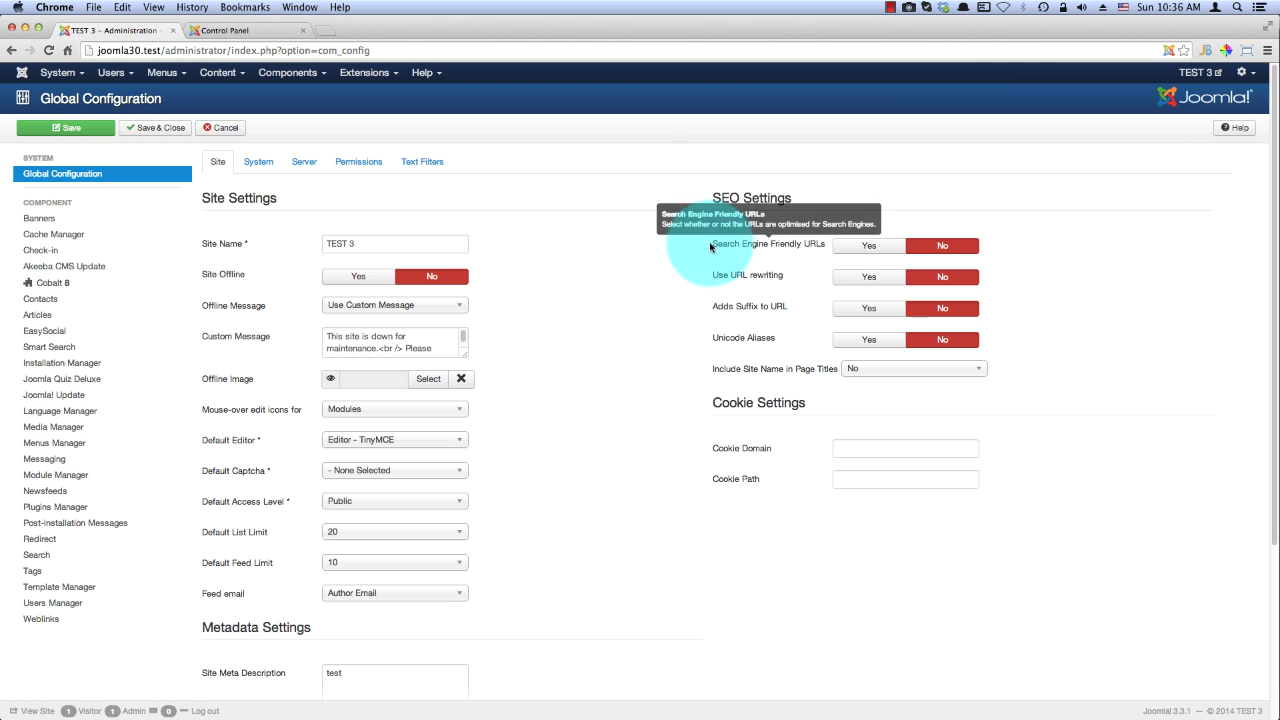 Chrome File Edit View History Bookmarks Window Help Sun 10:36 AM
TEST 3 - Administration Control Panel
joomla30.test/administrator/index.php?option=com_config
System Users Menus Content Components Extensions Help TEST 3
Global Configuration Joomla!
Save Save & Close Cancel Help
SYSTEM
Global Configuration
COMPONENT
Banners
Cache Manager
Check-in
Akeeba CMS Update
Cobalt 8
Contacts
Articles
EasySocial
Smart Search
Installation Manager
Joomla Quiz Deluxe
Joomla! Update
Language Manager
Media Manager
Menus Manager
Messaging
Module Manager
Newsfeeds
Plugins Manager
Post-installation Messages
Redirect
Search
Tags
Template Manager
Users Manager
Weblinks
Site System Server Permissions Text Filters
Site Settings
Site Name * TEST 3
Site Offline Yes No
Offline Message Use Custom Message
Custom Message This site is down for
maintenance.<br /> Please
Offline Image Select
Mouse-over edit icons for Modules
Default Editor * Editor - TinyMCE
Default Captcha * - None Selected
Default Access Level * Public
Default List Limit 20
Default Feed Limit 10
Feed email Author Email
Metadata Settings
Site Meta Description test
SEO Settings
Search Engine Friendly URLs
Select whether or not the URLs are optimised for Search Engines.
Search Engine Friendly URLs Yes No
Use URL rewriting Yes No
Adds Suffix to URL Yes No
Unicode Aliases Yes No
Include Site Name in Page Titles No
Cookie Settings
Cookie Domain
Cookie Path
View Site 1 Visitor 1 Admin 0 Log out Joomla! 3.3.1 — © 2014 TEST 3